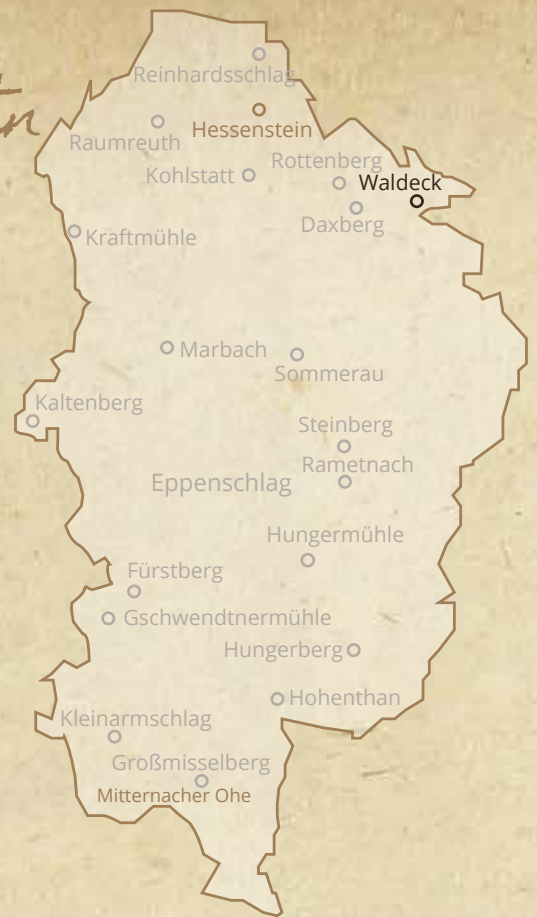 Reinhardsschlag
Hessenstein
Raumreuth
Rottenberg
Kohlstatt
Waldeck
Daxberg
Kraftmühle
Marbach
Sommerau
Kaltenberg
Steinberg
Rametnach
Eppenschlag
Hungermühle
Fürstberg
Gschwendtnermühle
Hungerberg
Hohenthan
Kleinarmschlag
Großmisselberg
Mitternacher Ohe